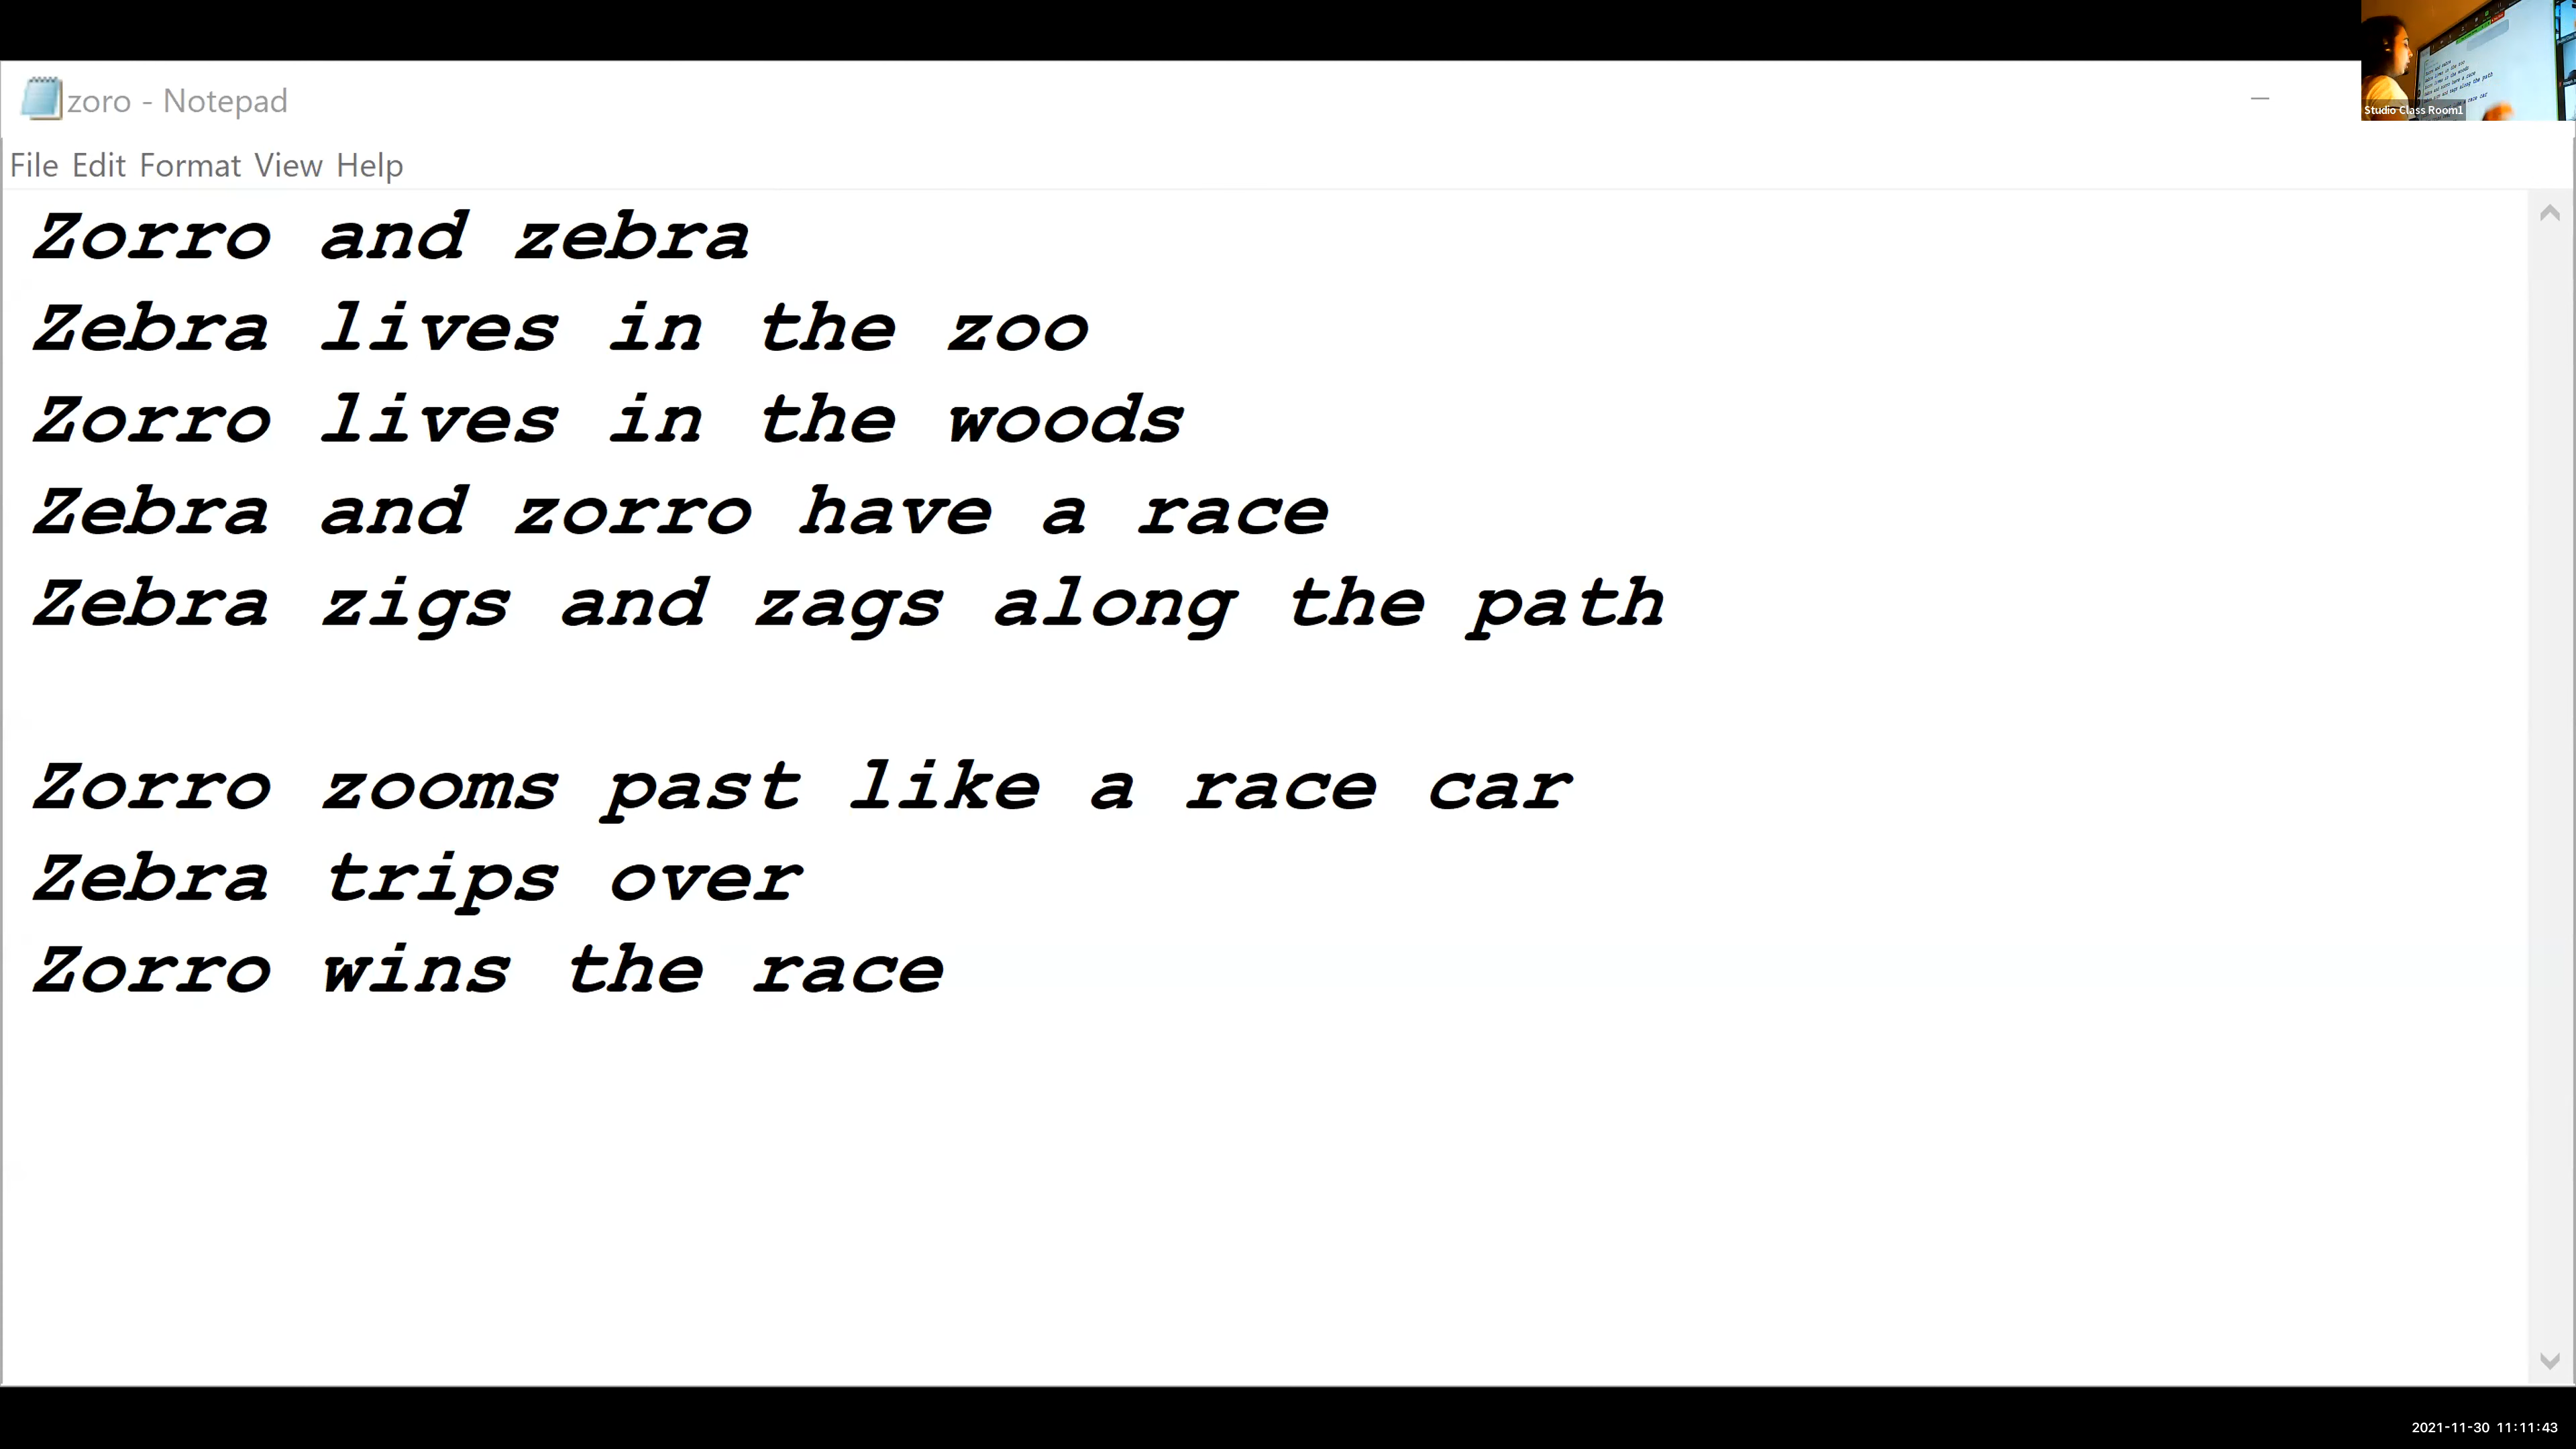 zoro - Notepad
File Edit Format View Help
Zorro and zebra
Zebra lives in the zoo
Zorro lives in the woods
Zebra and zorro have a race
Zebra zigs and zags along the path
Zorro zooms past like a race car
Zebra trips over
Zorro wins the race
Studio Class Room1
2021-11-30 11:11:43